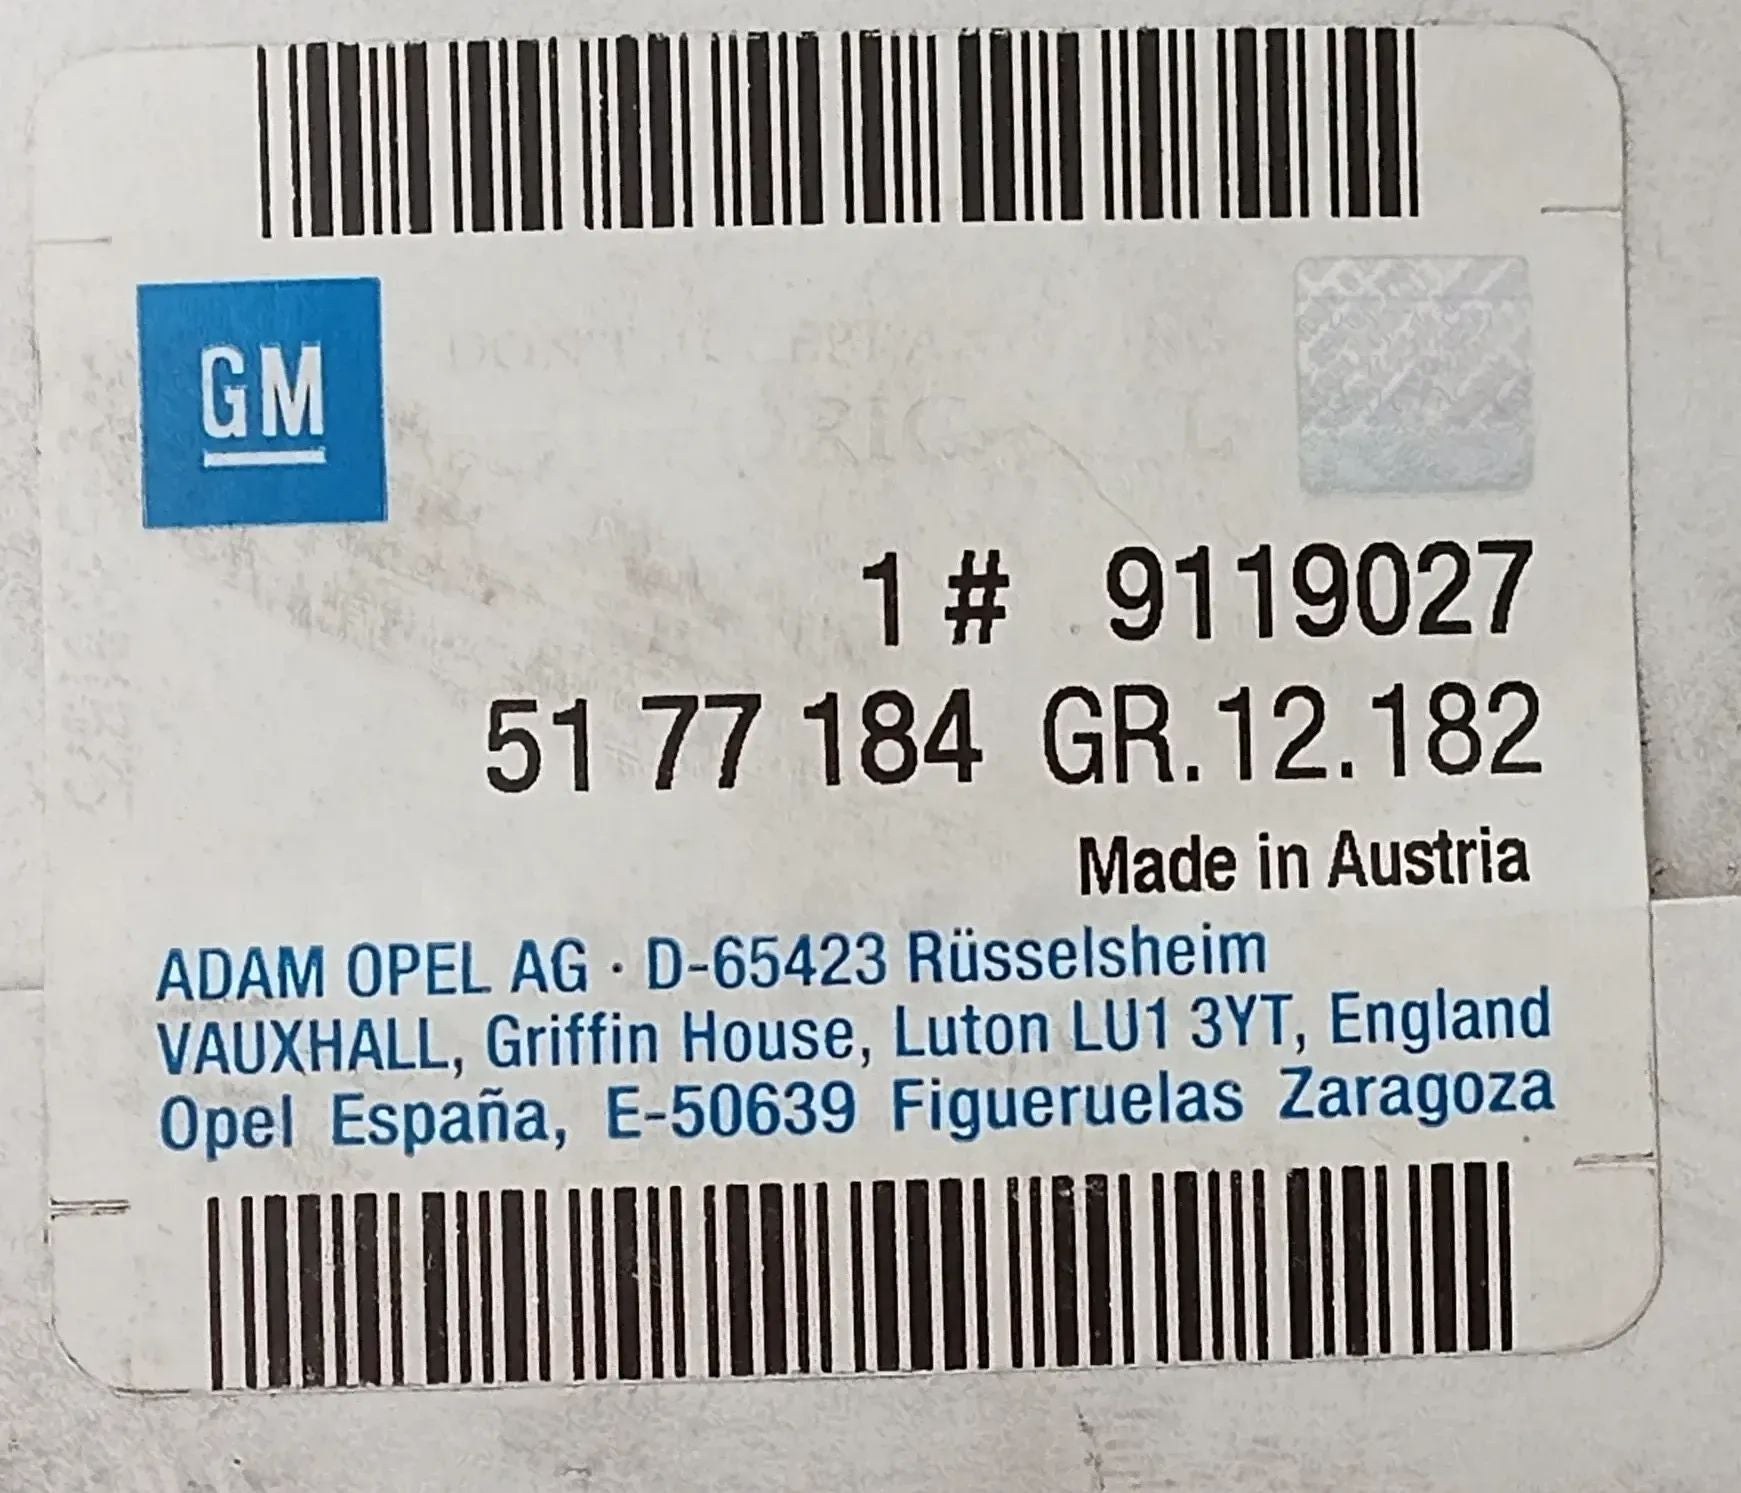 GM
1 # 9119027
51 77 184 GR.12.182
Made in Austria
ADAM OPEL AG · D-65423 Rüsselsheim
VAUXHALL, Griffin House, Luton LU1 3YT, England
Opel España, E-50639 Figueruelas Zaragoza